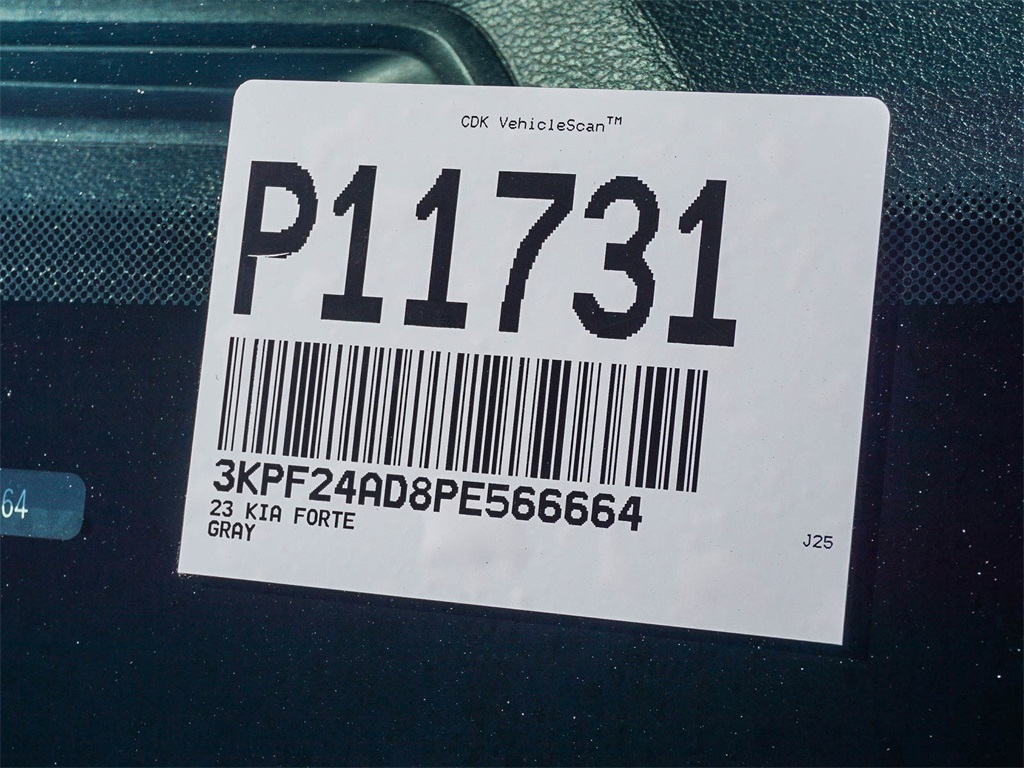 CDK VehicleScan™
P11731
3KPF24AD8PE566664
23 KIA FORTE
GRAY
J25
64